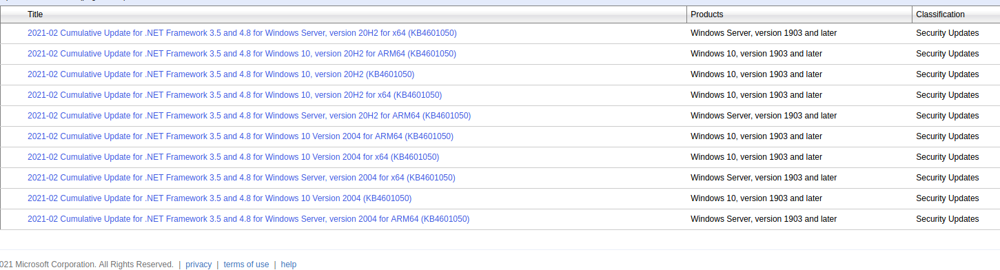 Title Products Classification
2021-02 Cumulative Update for .NET Framework 3.5 and 4.8 for Windows Server, version 20H2 for x64 (KB4601050) Windows Server, version 1903 and later Security Updates
2021-02 Cumulative Update for .NET Framework 3.5 and 4.8 for Windows 10, version 20H2 for ARM64 (KB4601050) Windows 10, version 1903 and later Security Updates
2021-02 Cumulative Update for .NET Framework 3.5 and 4.8 for Windows 10, version 20H2 (KB4601050) Windows 10, version 1903 and later Security Updates
2021-02 Cumulative Update for .NET Framework 3.5 and 4.8 for Windows 10, version 20H2 for x64 (KB4601050) Windows 10, version 1903 and later Security Updates
2021-02 Cumulative Update for .NET Framework 3.5 and 4.8 for Windows Server, version 20H2 for ARM64 (KB4601050) Windows Server, version 1903 and later Security Updates
2021-02 Cumulative Update for .NET Framework 3.5 and 4.8 for Windows 10 Version 2004 for ARM64 (KB4601050) Windows 10, version 1903 and later Security Updates
2021-02 Cumulative Update for .NET Framework 3.5 and 4.8 for Windows 10 Version 2004 for x64 (KB4601050) Windows 10, version 1903 and later Security Updates
2021-02 Cumulative Update for .NET Framework 3.5 and 4.8 for Windows Server, version 2004 for x64 (KB4601050) Windows Server, version 1903 and later Security Updates
2021-02 Cumulative Update for .NET Framework 3.5 and 4.8 for Windows 10 Version 2004 (KB4601050) Windows 10, version 1903 and later Security Updates
2021-02 Cumulative Update for .NET Framework 3.5 and 4.8 for Windows Server, version 2004 for ARM64 (KB4601050) Windows Server, version 1903 and later Security Updates
021 Microsoft Corporation. All Rights Reserved. | privacy | terms of use | help